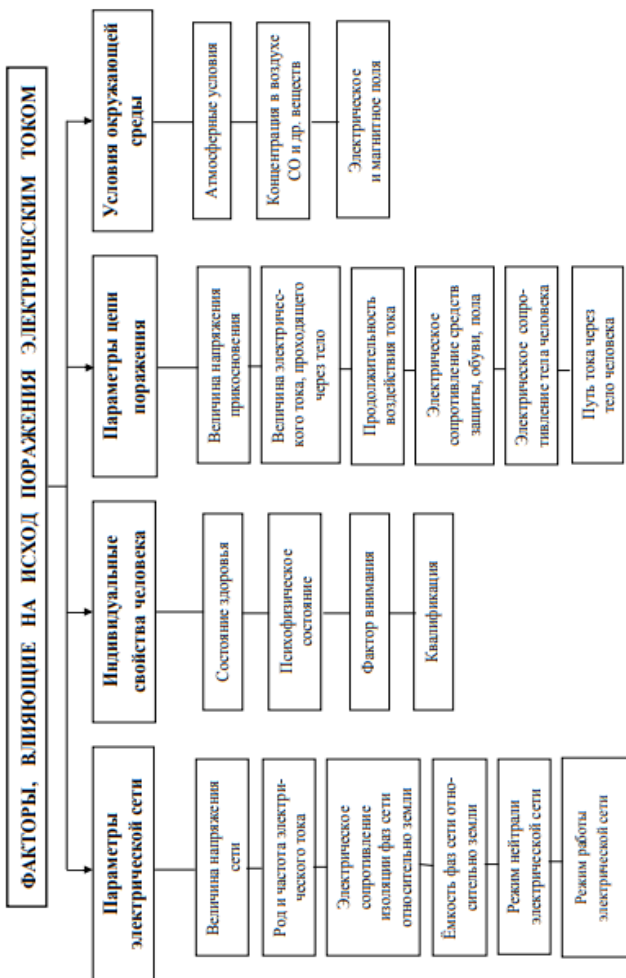 ФАКТОРЫ, ВЛИЯЮЩИЕ НА ИСХОД ПОРАЖЕНИЯ ЭЛЕКТРИЧЕСКИМ ТОКОМ
Параметры
электрической сети
Величина напряжения
сети
Род и частота электри-
ческого тока
Электрическое
сопротивление
изоляции фаз сети
относительно земли
Ёмкость фаз сети отно-
сительно земли
Режим нейтрали
электрической сети
Режим работы
электрической сети
Индивидуальные
свойства человека
Состояние здоровья
Психофизическое
состояние
Фактор внимания
Квалификация
Параметры цепи
поражения
Величина напряжения
прикосновения
Величина электричес-
кого тока, проходящего
через тело
Продолжительность
воздействия тока
Электрическое
сопротивление средств
защиты, обуви, пола
Электрическое сопро-
тивление тела человека
Путь тока через
тело человека
Условия окружающей
среды
Атмосферные условия
Концентрация в воздухе
СО и др. веществ
Электрическое
и магнитное поля